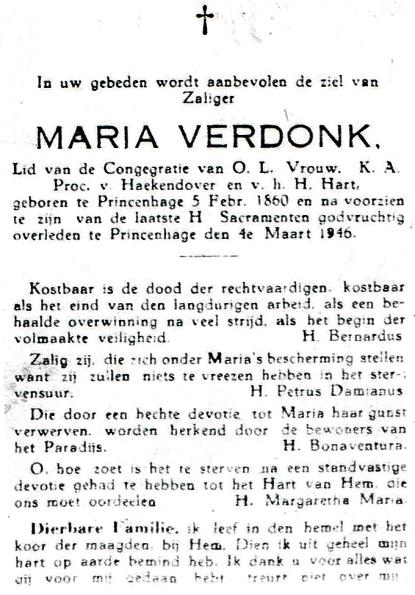 In uw gebeden wordt aanbevolen de ziel van
Zaliger
MARIA VERDONK,
Lid van de Congegratie van O. L. Vrouw, K. A.
Proc. v. Haekendover en v. h. H. Hart,
geboren te Princenhage 5 Febr. 1860 en na voorzien
te zijn van de laatste H Sacramenten godvruchtig
overleden te Princenhage den 4e Maart 1946.
Kostbaar is de dood der rechtvaardigen, kostbaar
als het eind van den langdurigen arbeid, als een be-
haalde overwinning na veel strijd, als het begin der
volmaakte veiligheid. H. Bernardus
Zalig zij, die zich onder Maria's bescherming stellen
want zij zullen niets te vreezen hebben in het ster-
vensuur. H. Petrus Damianus
Die door een hechte devotie tot Maria haar gunst
verwerven, worden herkend door de bewoners van
het Paradijs. H. Bonaventura.
O, hoe zoet is het te sterven na een standvastige
devotie gehad te hebben tot het Hart van Hem, die
ons moet oordeelen H. Margaretha Maria.
Dierbare Familie, ik leef in den hemel met het
koor der maagden, bij Hem, Dien ik uit geheel mijn
hart op aarde bemind heb. Ik dank u voor alles wat
gij voor mij gedaan hebt, treurt niet over mij